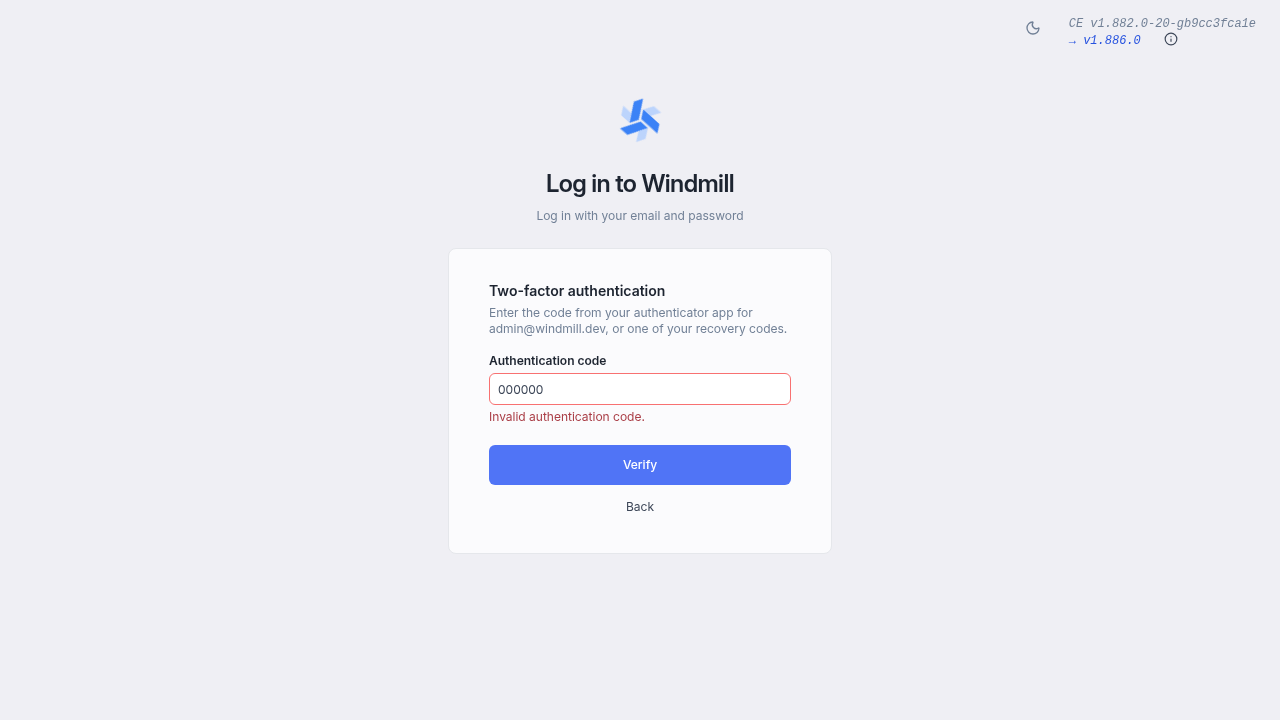 CE v1.882.0-20-gb9cc3fca1e
→ v1.886.0
Log in to Windmill
Log in with your email and password
Two-factor authentication
Enter the code from your authenticator app for
admin@windmill.dev, or one of your recovery codes.
Authentication code
000000
Invalid authentication code.
Verify
Back